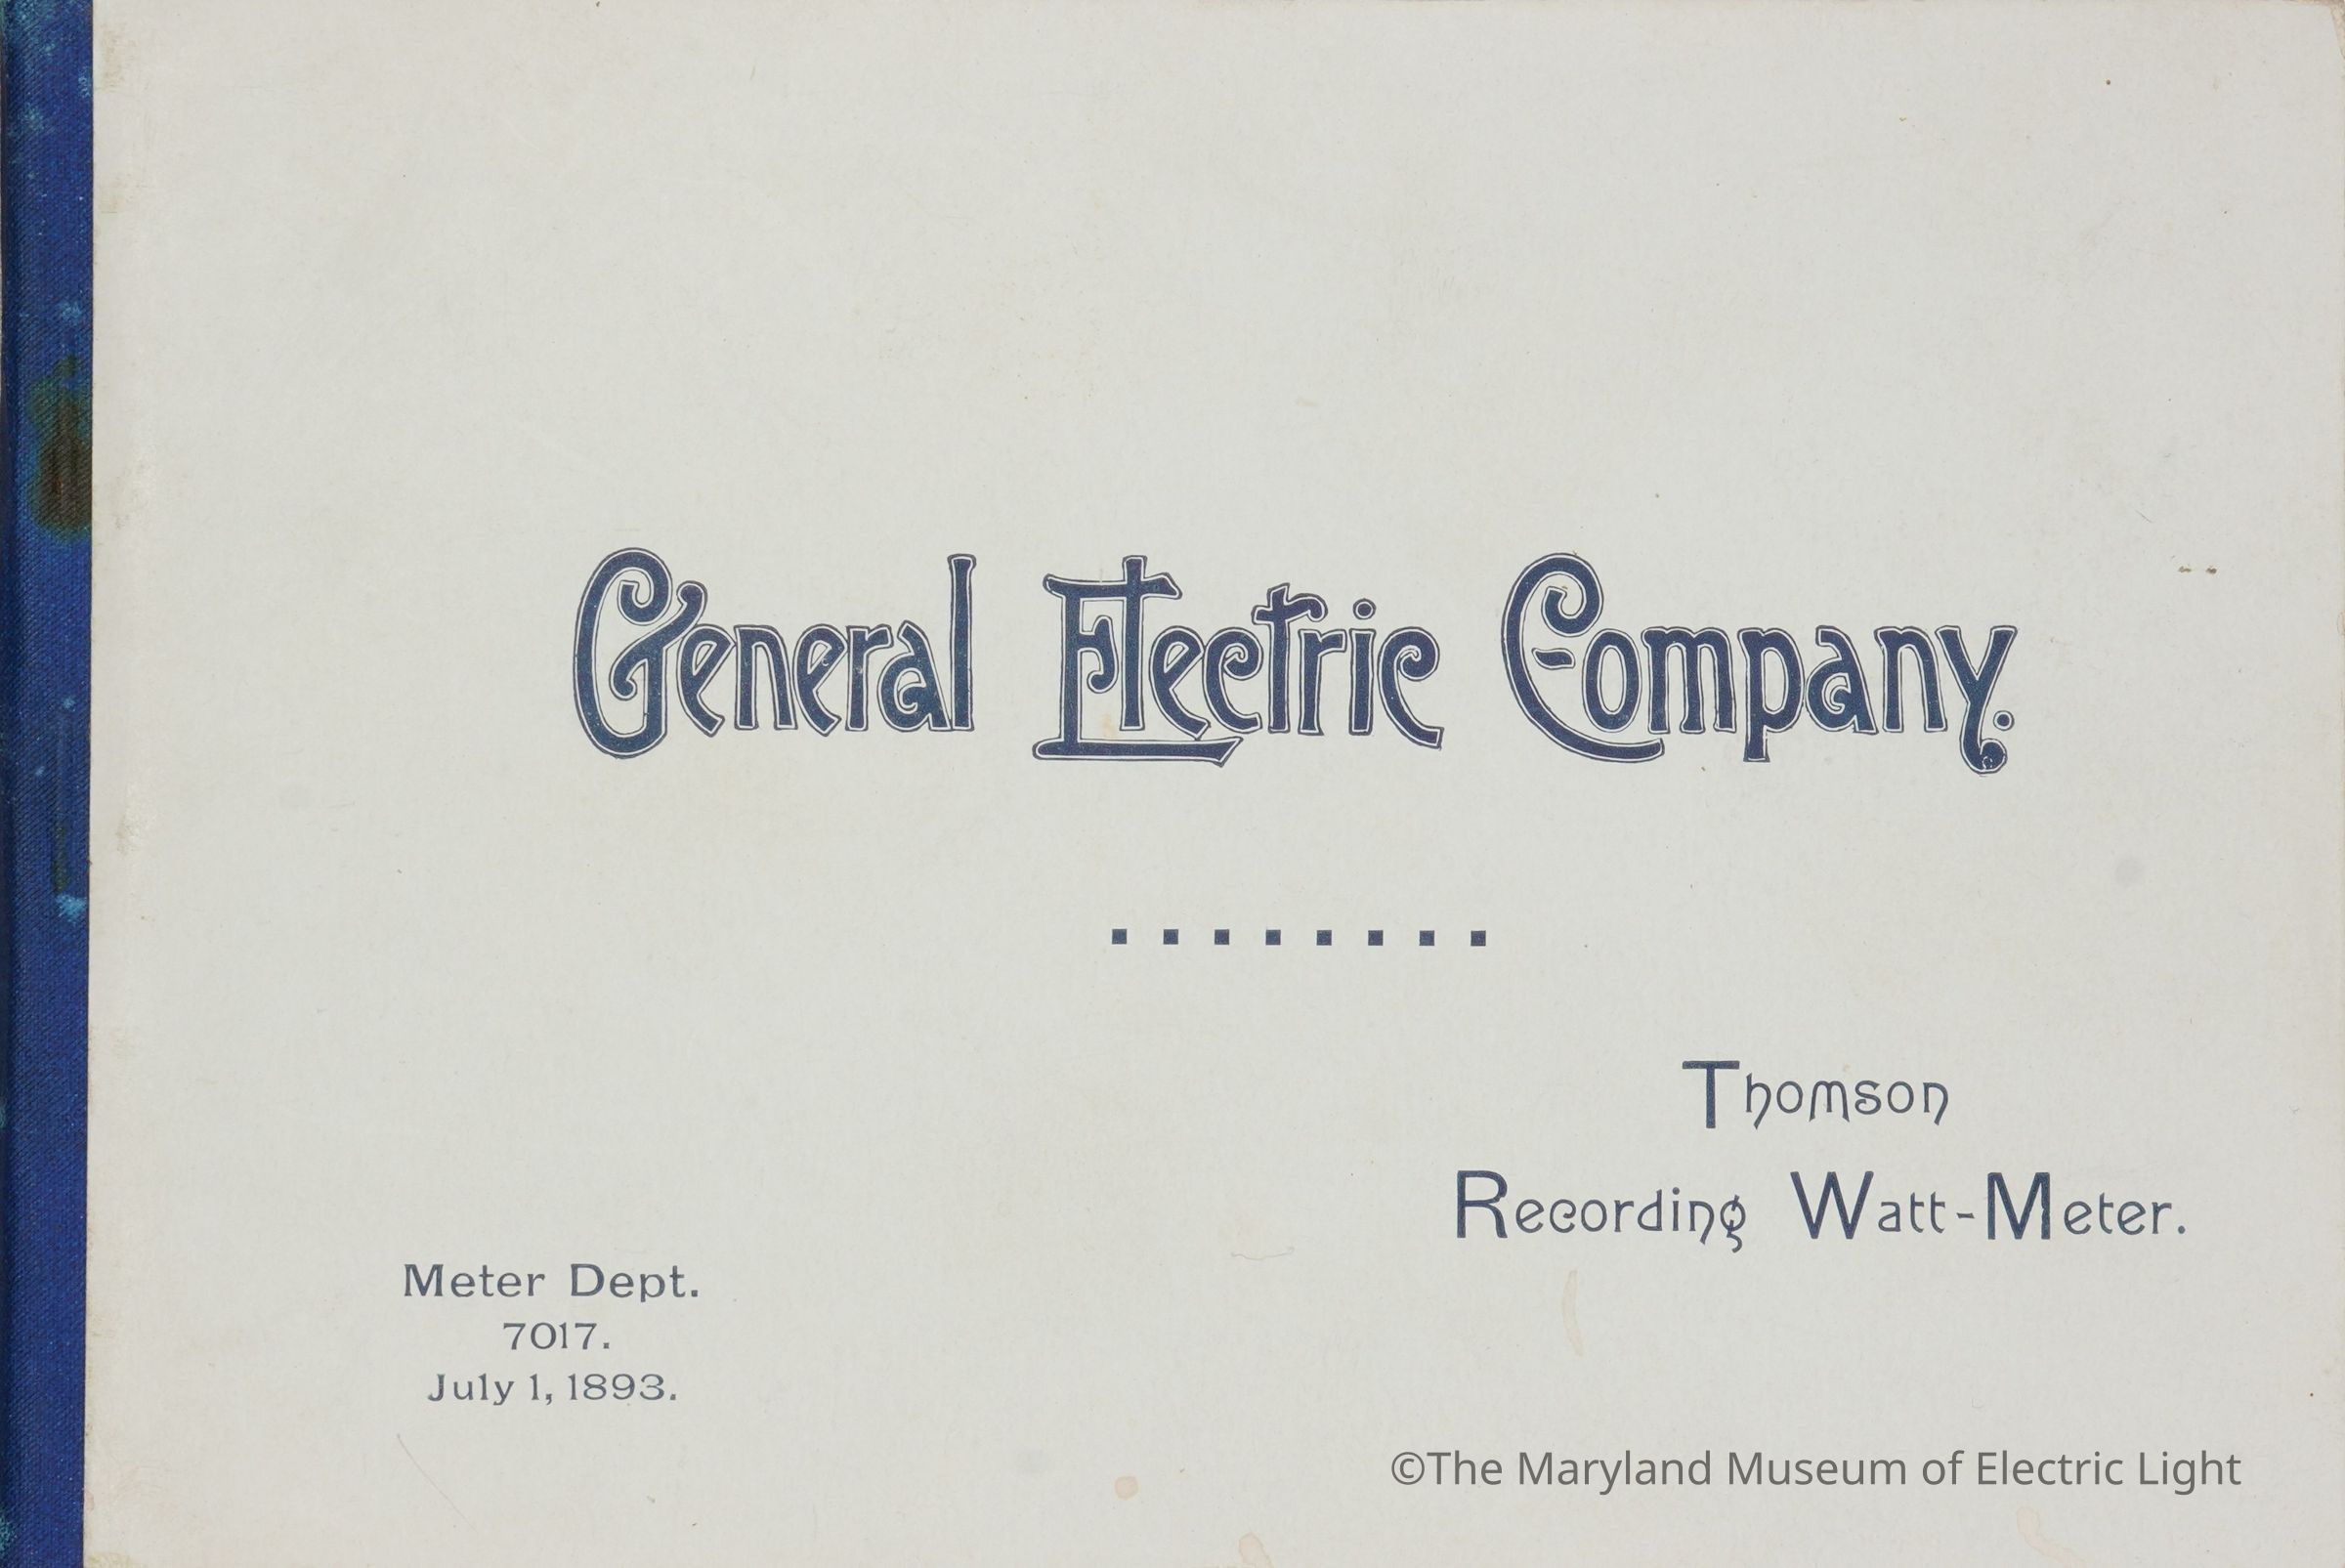 General Electric Company.
Thomson
Recording Watt-Meter.
Meter Dept.
7017.
July 1, 1893.
©The Maryland Museum of Electric Light